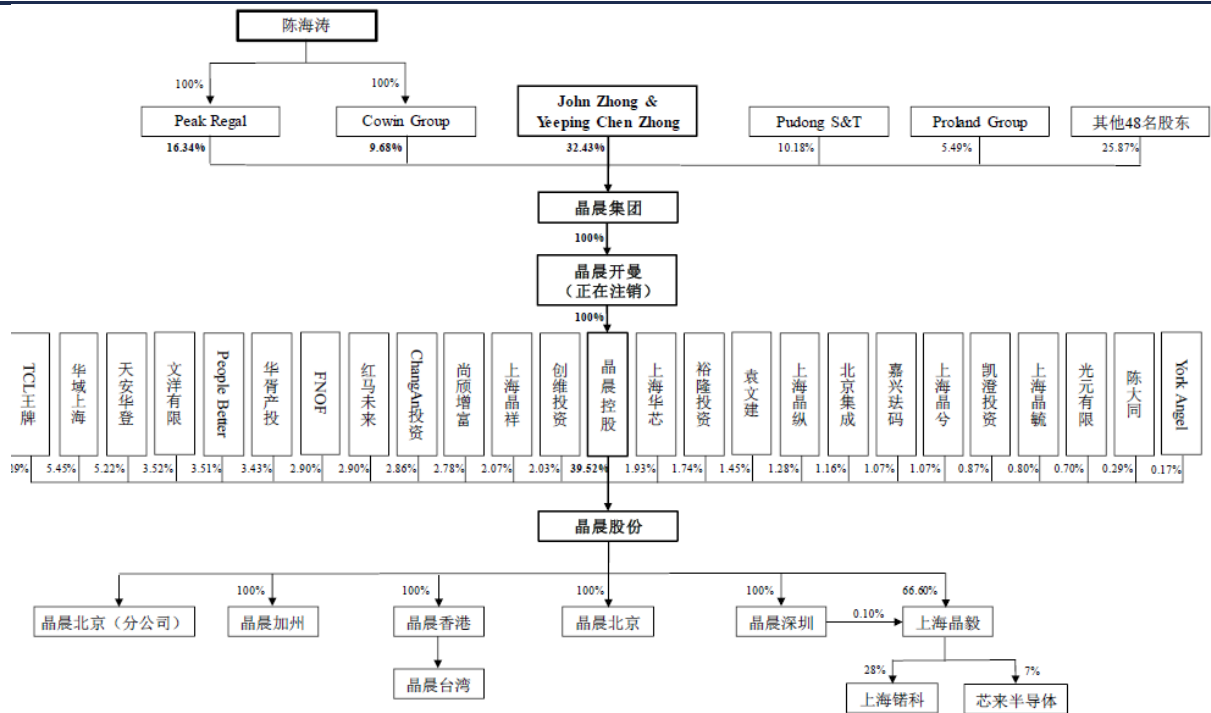 陈海涛
100%
100%
Peak Regal
Cowin Group
John Zhong &
Yeeping Chen Zhong
Pudong S&T
Proland Group
其他48名股东
16.34%
9.68%
32.43%
10.18%
5.49%
25.87%
晶晨集团
100%
晶晨开曼
（正在注销）
100%
TCL王牌
华域上海
天安华登
文洋有限
People Better
华胥产投
FNOF
红马未来
ChangAn投资
尚颀增富
上海晶祥
创维投资
晶晨控股
上海华芯
裕隆投资
袁文建
上海晶纵
北京集成
嘉兴珐码
上海晶兮
凯澄投资
上海晶毓
光元有限
陈大同
York Angel
29%
5.45%
5.22%
3.52%
3.51%
3.43%
2.90%
2.90%
2.86%
2.78%
2.07%
2.03%
39.52%
1.93%
1.74%
1.45%
1.28%
1.16%
1.07%
1.07%
0.87%
0.80%
0.70%
0.29%
0.17%
晶晨股份
100%
100%
100%
100%
66.60%
晶晨北京（分公司）
晶晨加州
晶晨香港
晶晨北京
晶晨深圳
0.10%
上海晶毅
晶晨台湾
28%
7%
上海锘科
芯来半导体